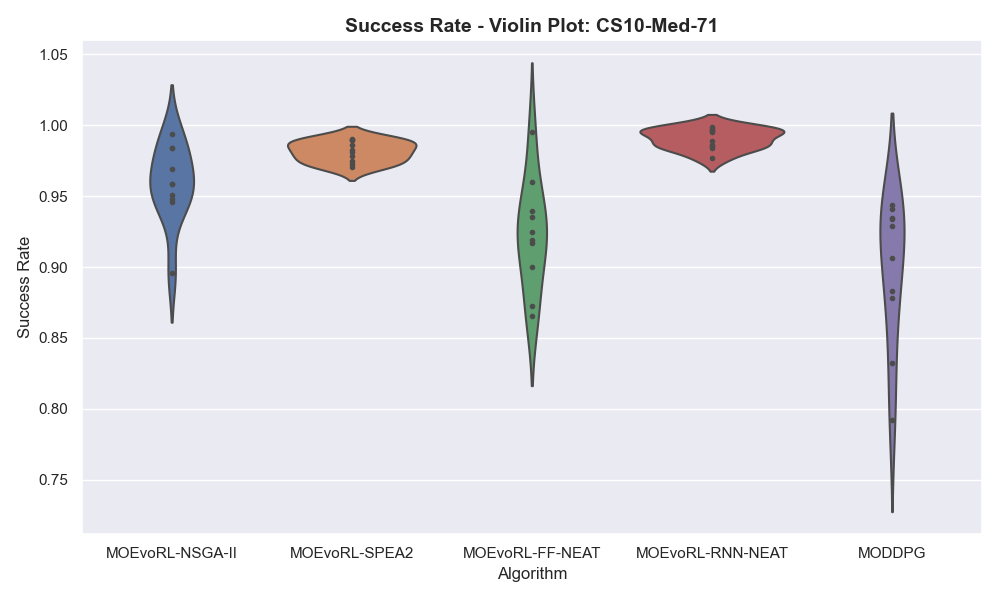 Success Rate - Violin Plot: CS10-Med-71
1.05
1.00
0.95
0.90
0.85
0.80
0.75
Success Rate
MOEvoRL-NSGA-II MOEvoRL-SPEA2 MOEvoRL-FF-NEAT MOEvoRL-RNN-NEAT MODDPG
Algorithm